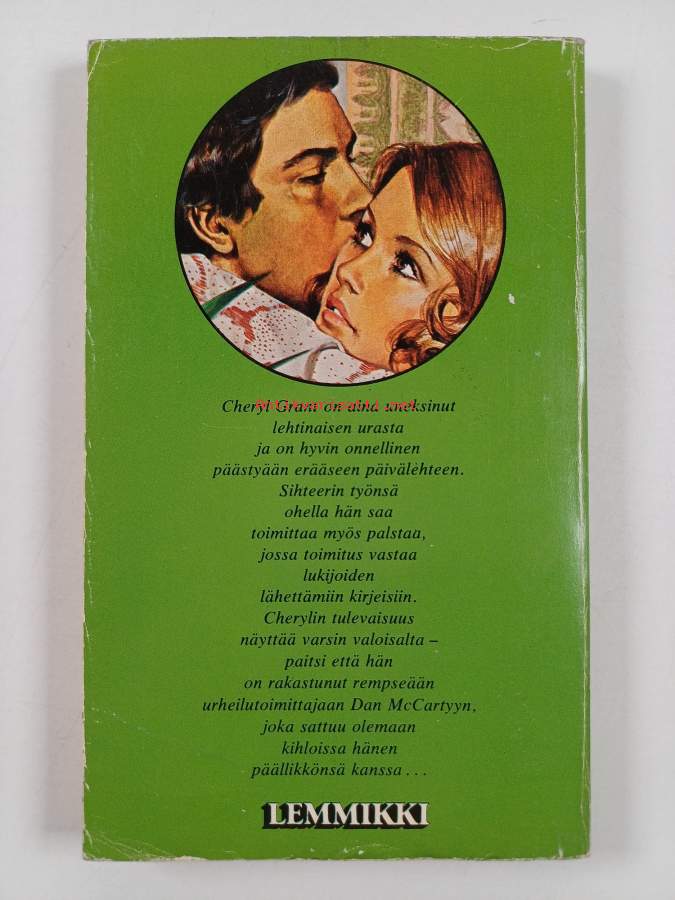 Cheryl Grant on aina uneksinut
lehtinaisen urasta
ja on hyvin onnellinen
päästyään erääseen päivälehteen.
Sihteerin työnsä
ohella hän saa
toimittaa myös palstaa,
jossa toimitus vastaa
lukijoiden
lähettämiin kirjeisiin.
Cherylin tulevaisuus
näyttää varsin valoisalta –
paitsi että hän
on rakastunut rempseään
urheilutoimittajaan Dan McCartyyn,
joka sattuu olemaan
kihloissa hänen
päällikkönsä kanssa . . .
LEMMIKKI